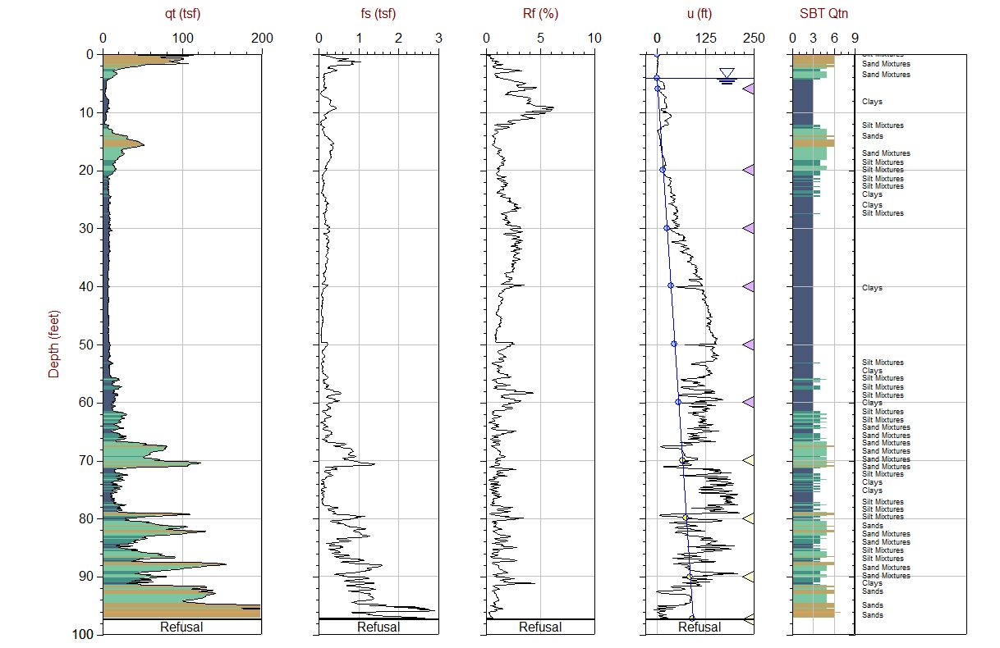 qt (tsf) fs (tsf) Rf (%) u (ft) SBT Qtn
0 100 200 0 1 2 3 0 5 10 0 125 250 0 3 6 9
0
Silt Mixtures
Sand Mixtures
Sand Mixtures
Clays
10
Silt Mixtures
Sands
Sand Mixtures
Silt Mixtures
20
Silt Mixtures
Silt Mixtures
Silt Mixtures
Clays
Clays
Silt Mixtures
30
40
Clays
Depth (feet)
50
Silt Mixtures
Clays
Silt Mixtures
Silt Mixtures
Silt Mixtures
60
Clays
Silt Mixtures
Silt Mixtures
Sand Mixtures
Sand Mixtures
Sand Mixtures
Sand Mixtures
70
Sand Mixtures
Sand Mixtures
Silt Mixtures
Clays
Clays
Silt Mixtures
Silt Mixtures
80
Silt Mixtures
Sands
Sand Mixtures
Sand Mixtures
Silt Mixtures
Silt Mixtures
Sand Mixtures
90
Sand Mixtures
Clays
Sands
Sands
Sands
Refusal Refusal Refusal Refusal
100